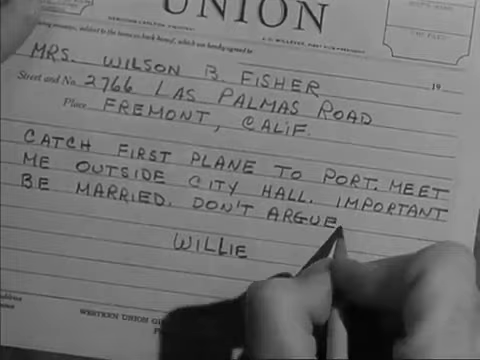 UNION
19
MRS. WILSON B. FISHER
Street and No. 2766 LAS PALMAS ROAD
Place FREMONT, CALIF.
CATCH FIRST PLANE TO PORT. MEET
ME OUTSIDE CITY HALL. IMPORTANT
BE MARRIED. DON'T ARGUE.
WILLIE
WESTERN UNION